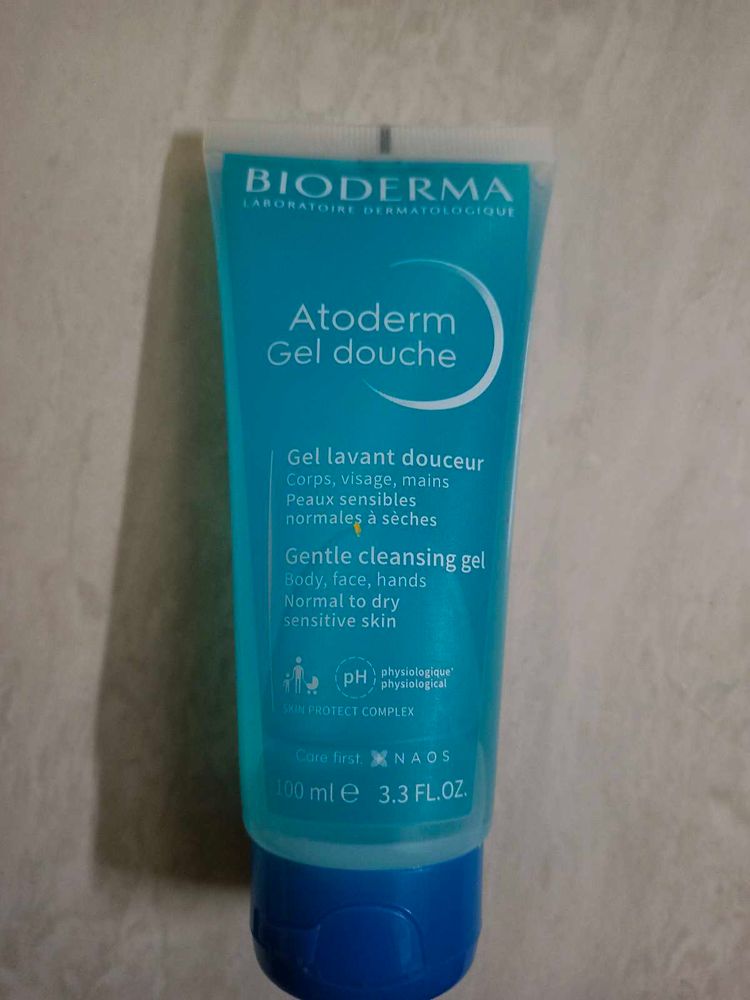 BIODERMA
LABORATOIRE DERMATOLOGIQUE
Atoderm
Gel douche
Gel lavant douceur
Corps, visage, mains
Peaux sensibles
normales à sèches
Gentle cleansing gel
Body, face, hands
Normal to dry
sensitive skin
pH
physiologique*
physiological
SKIN PROTECT COMPLEX
Care first. NAOS
100 ml e 3.3 FL.OZ.